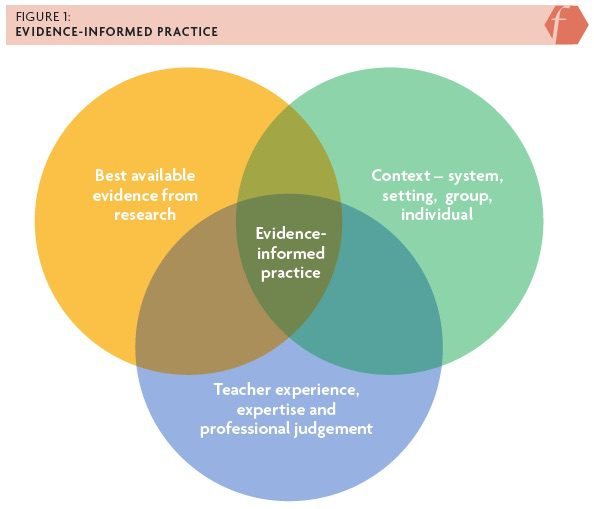 FIGURE 1:
EVIDENCE-INFORMED PRACTICE
f
Best available
evidence from
research
Context – system,
setting, group,
individual
Evidence-
informed
practice
Teacher experience,
expertise and
professional judgement